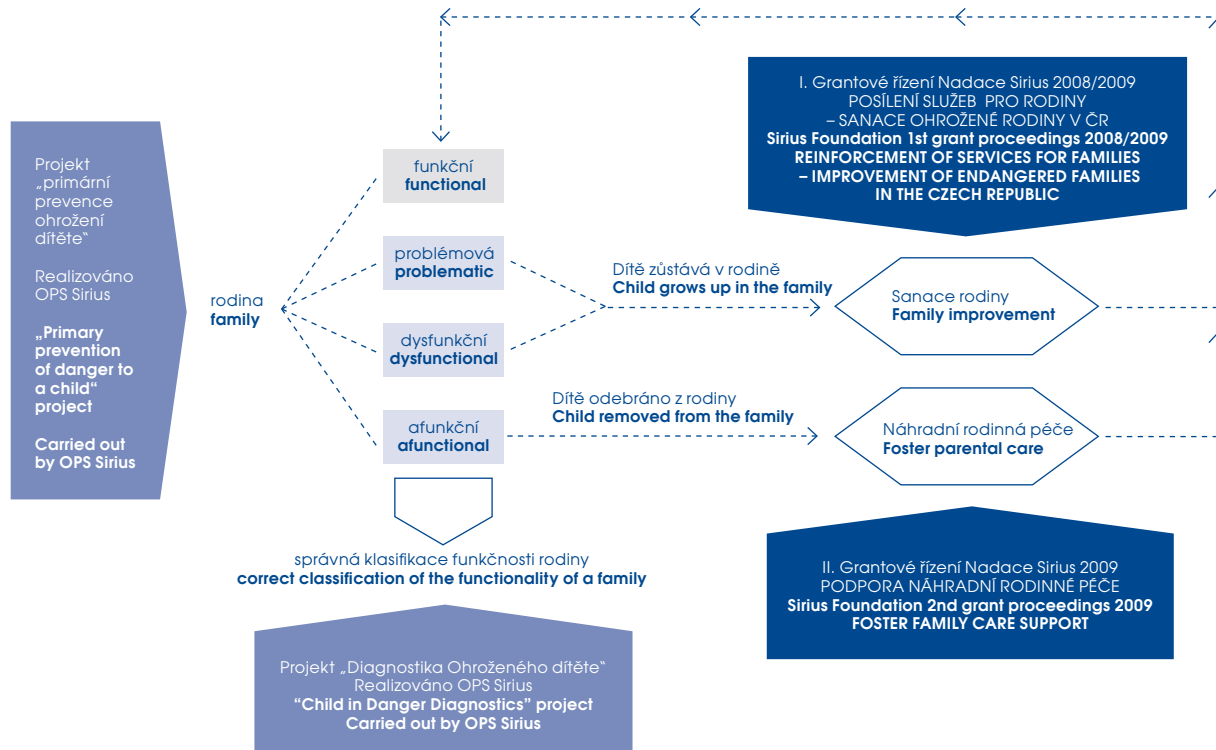 Projekt
„primární
prevence
ohrožení
dítěte“
Realizováno
OPS Sirius
„Primary
prevention
of danger to
a child“
project
Carried out
by OPS Sirius
rodina
family
funkční
functional
problémová
problematic
dysfunkční
dysfunctional
afunkční
afunctional
správná klasifikace funkčnosti rodiny
correct classification of the functionality of a family
Projekt „Diagnostika Ohroženého dítěte“
Realizováno OPS Sirius
“Child in Danger Diagnostics” project
Carried out by OPS Sirius
Dítě zůstává v rodině
Child grows up in the family
Dítě odebráno z rodiny
Child removed from the family
I. Grantové řízení Nadace Sirius 2008/2009
POSÍLENÍ SLUŽEB PRO RODINY
– SANACE OHROŽENÉ RODINY V ČR
Sirius Foundation 1st grant proceedings 2008/2009
REINFORCEMENT OF SERVICES FOR FAMILIES
– IMPROVEMENT OF ENDANGERED FAMILIES
IN THE CZECH REPUBLIC
Sanace rodiny
Family improvement
Náhradní rodinná péče
Foster parental care
II. Grantové řízení Nadace Sirius 2009
PODPORA NÁHRADNÍ RODINNÉ PÉČE
Sirius Foundation 2nd grant proceedings 2009
FOSTER FAMILY CARE SUPPORT